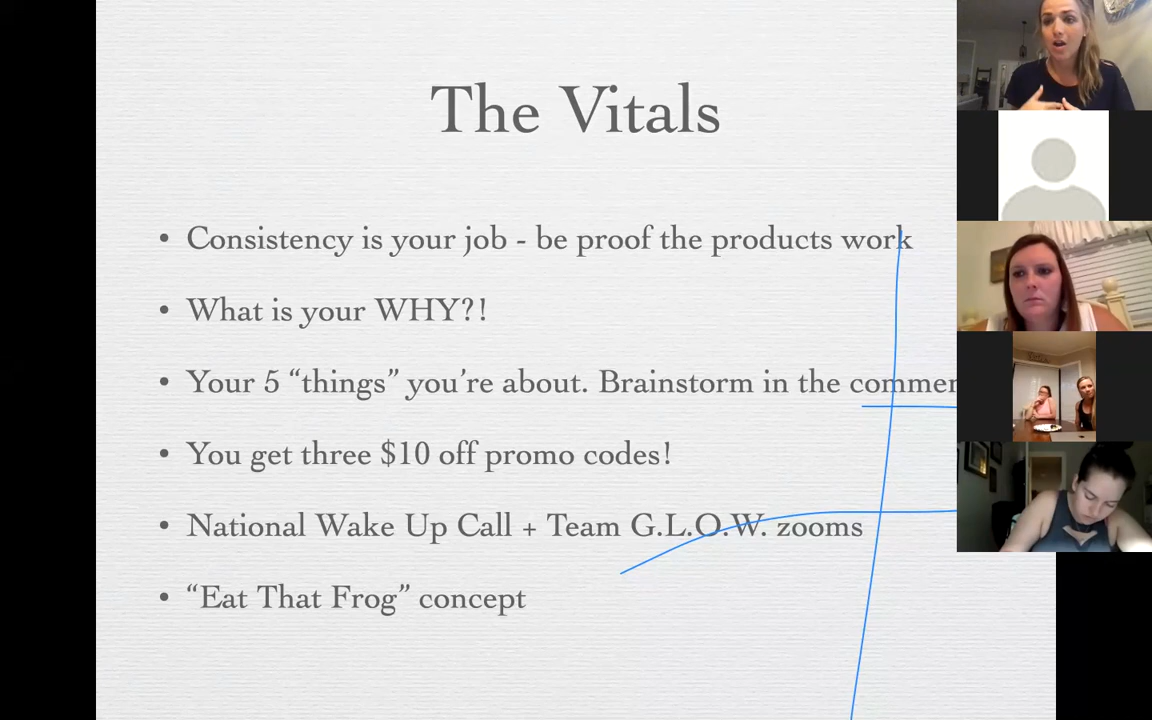 The Vitals
• Consistency is your job - be proof the products work
• What is your WHY?!
• Your 5 “things” you’re about. Brainstorm in the
• You get three $10 off promo codes!
• National Wake Up Call + Team G.L.O.W. zooms
• “Eat That Frog” concept